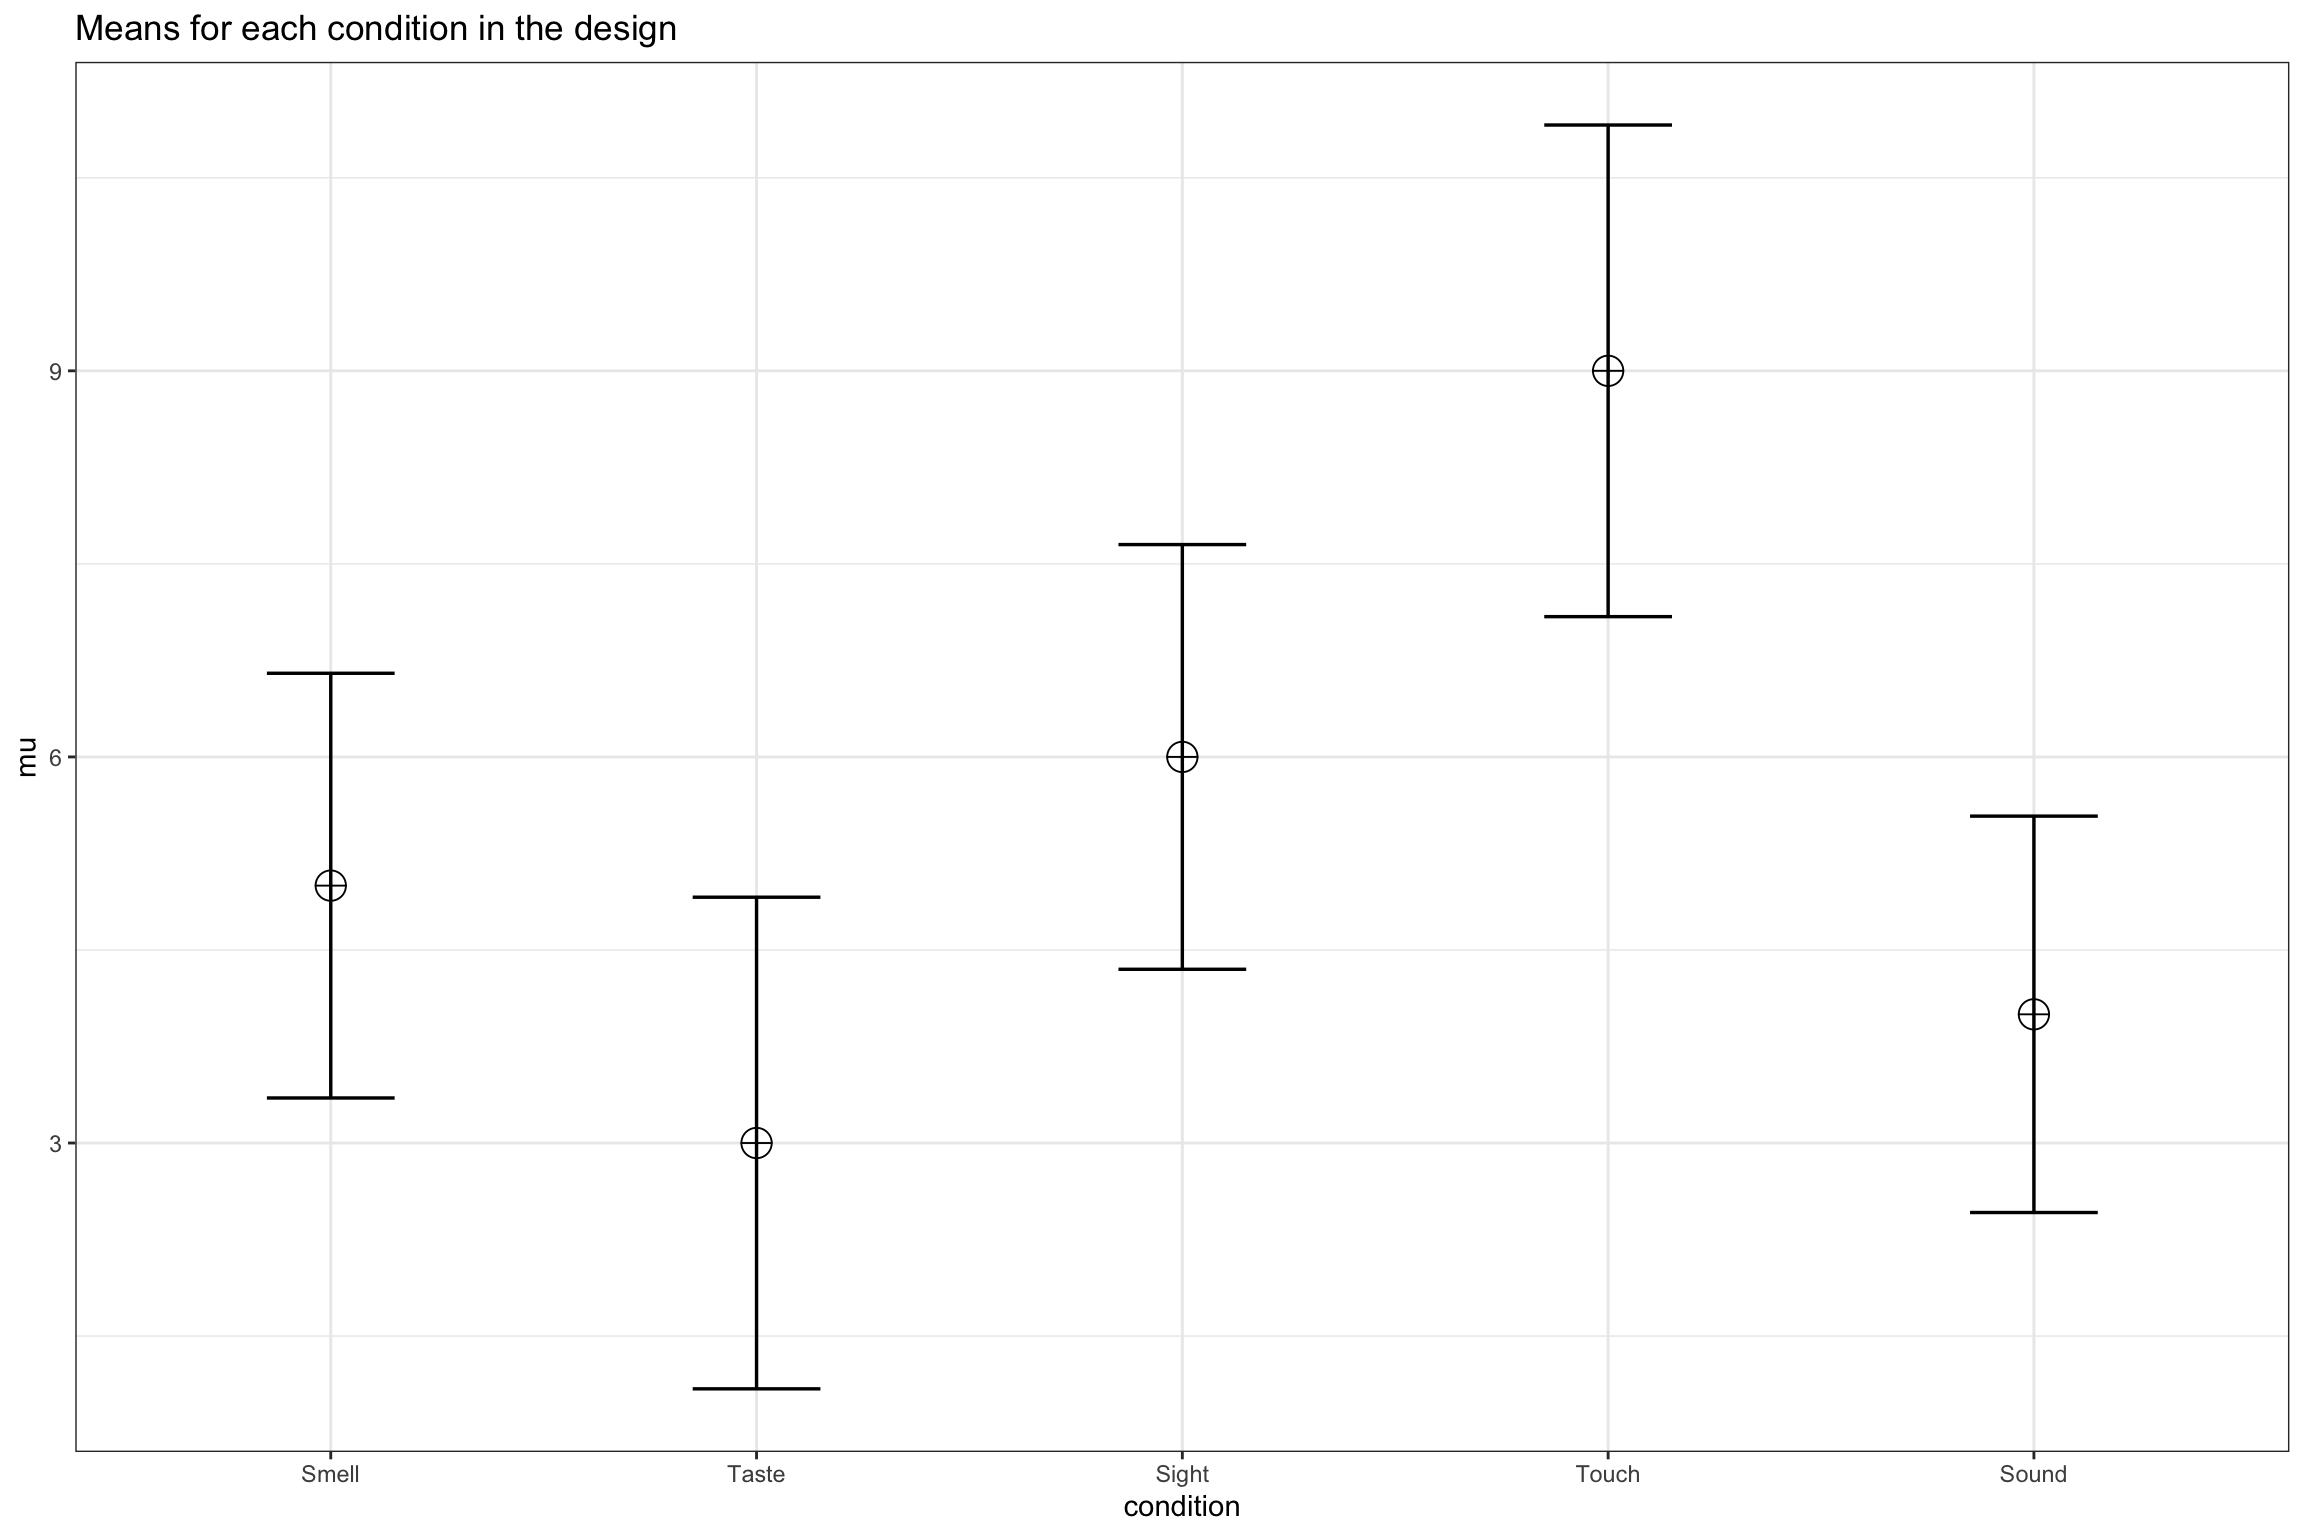 Means for each condition in the design
mu
9
6
3
Smell Taste Sight Touch Sound
condition